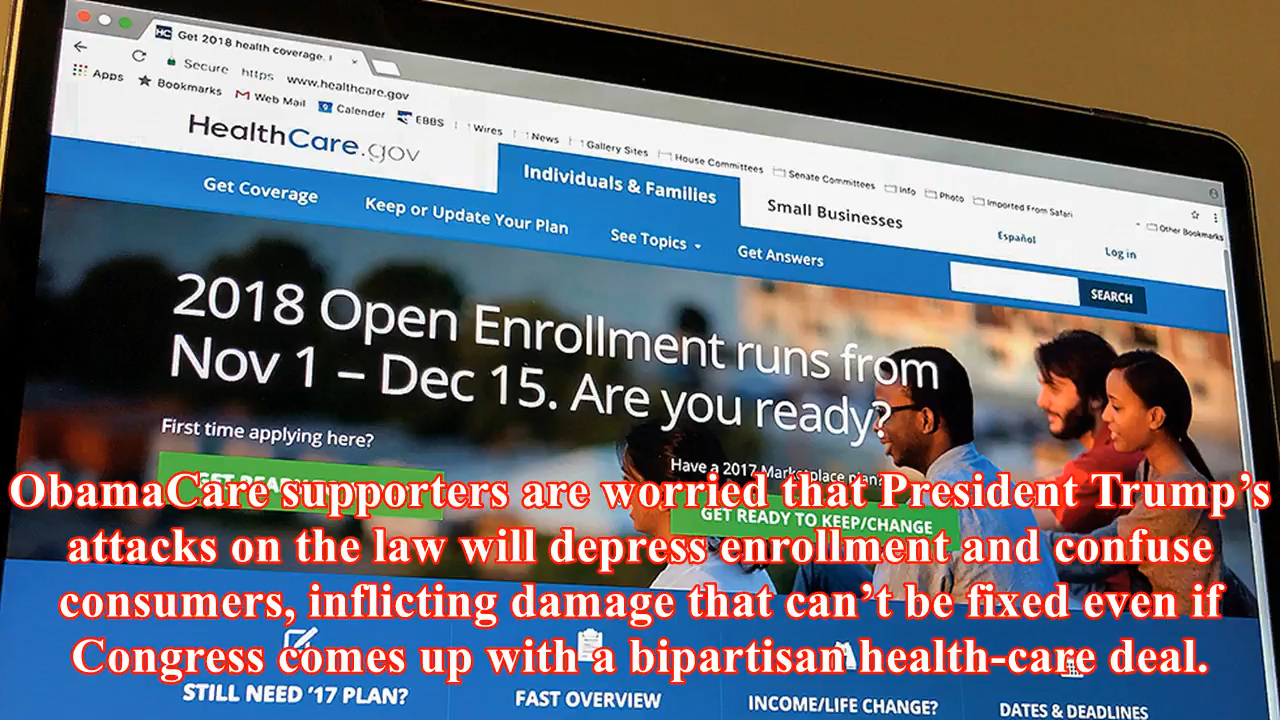 Get 2018 health coverage.
Secure https www.healthcare.gov
Apps Bookmarks Web Mail Calender EBBS Wires News Gallery Sites House Committees Senate Committees Info Photo Imported From Safari Other Bookmarks
HealthCare.gov
Individuals & Families
Small Businesses
Español
Log in
Get Coverage
Keep or Update Your Plan
See Topics
Get Answers
SEARCH
2018 Open Enrollment runs from
Nov 1 – Dec 15. Are you ready?
First time applying here?
Have a 2017 Marketplace plan
GET READY
GET READY TO KEEP/CHANGE
ObamaCare supporters are worried that President Trump’s
attacks on the law will depress enrollment and confuse
consumers, inflicting damage that can’t be fixed even if
Congress comes up with a bipartisan health-care deal.
STILL NEED ’17 PLAN?
FAST OVERVIEW
INCOME/LIFE CHANGE?
DATES & DEADLINES